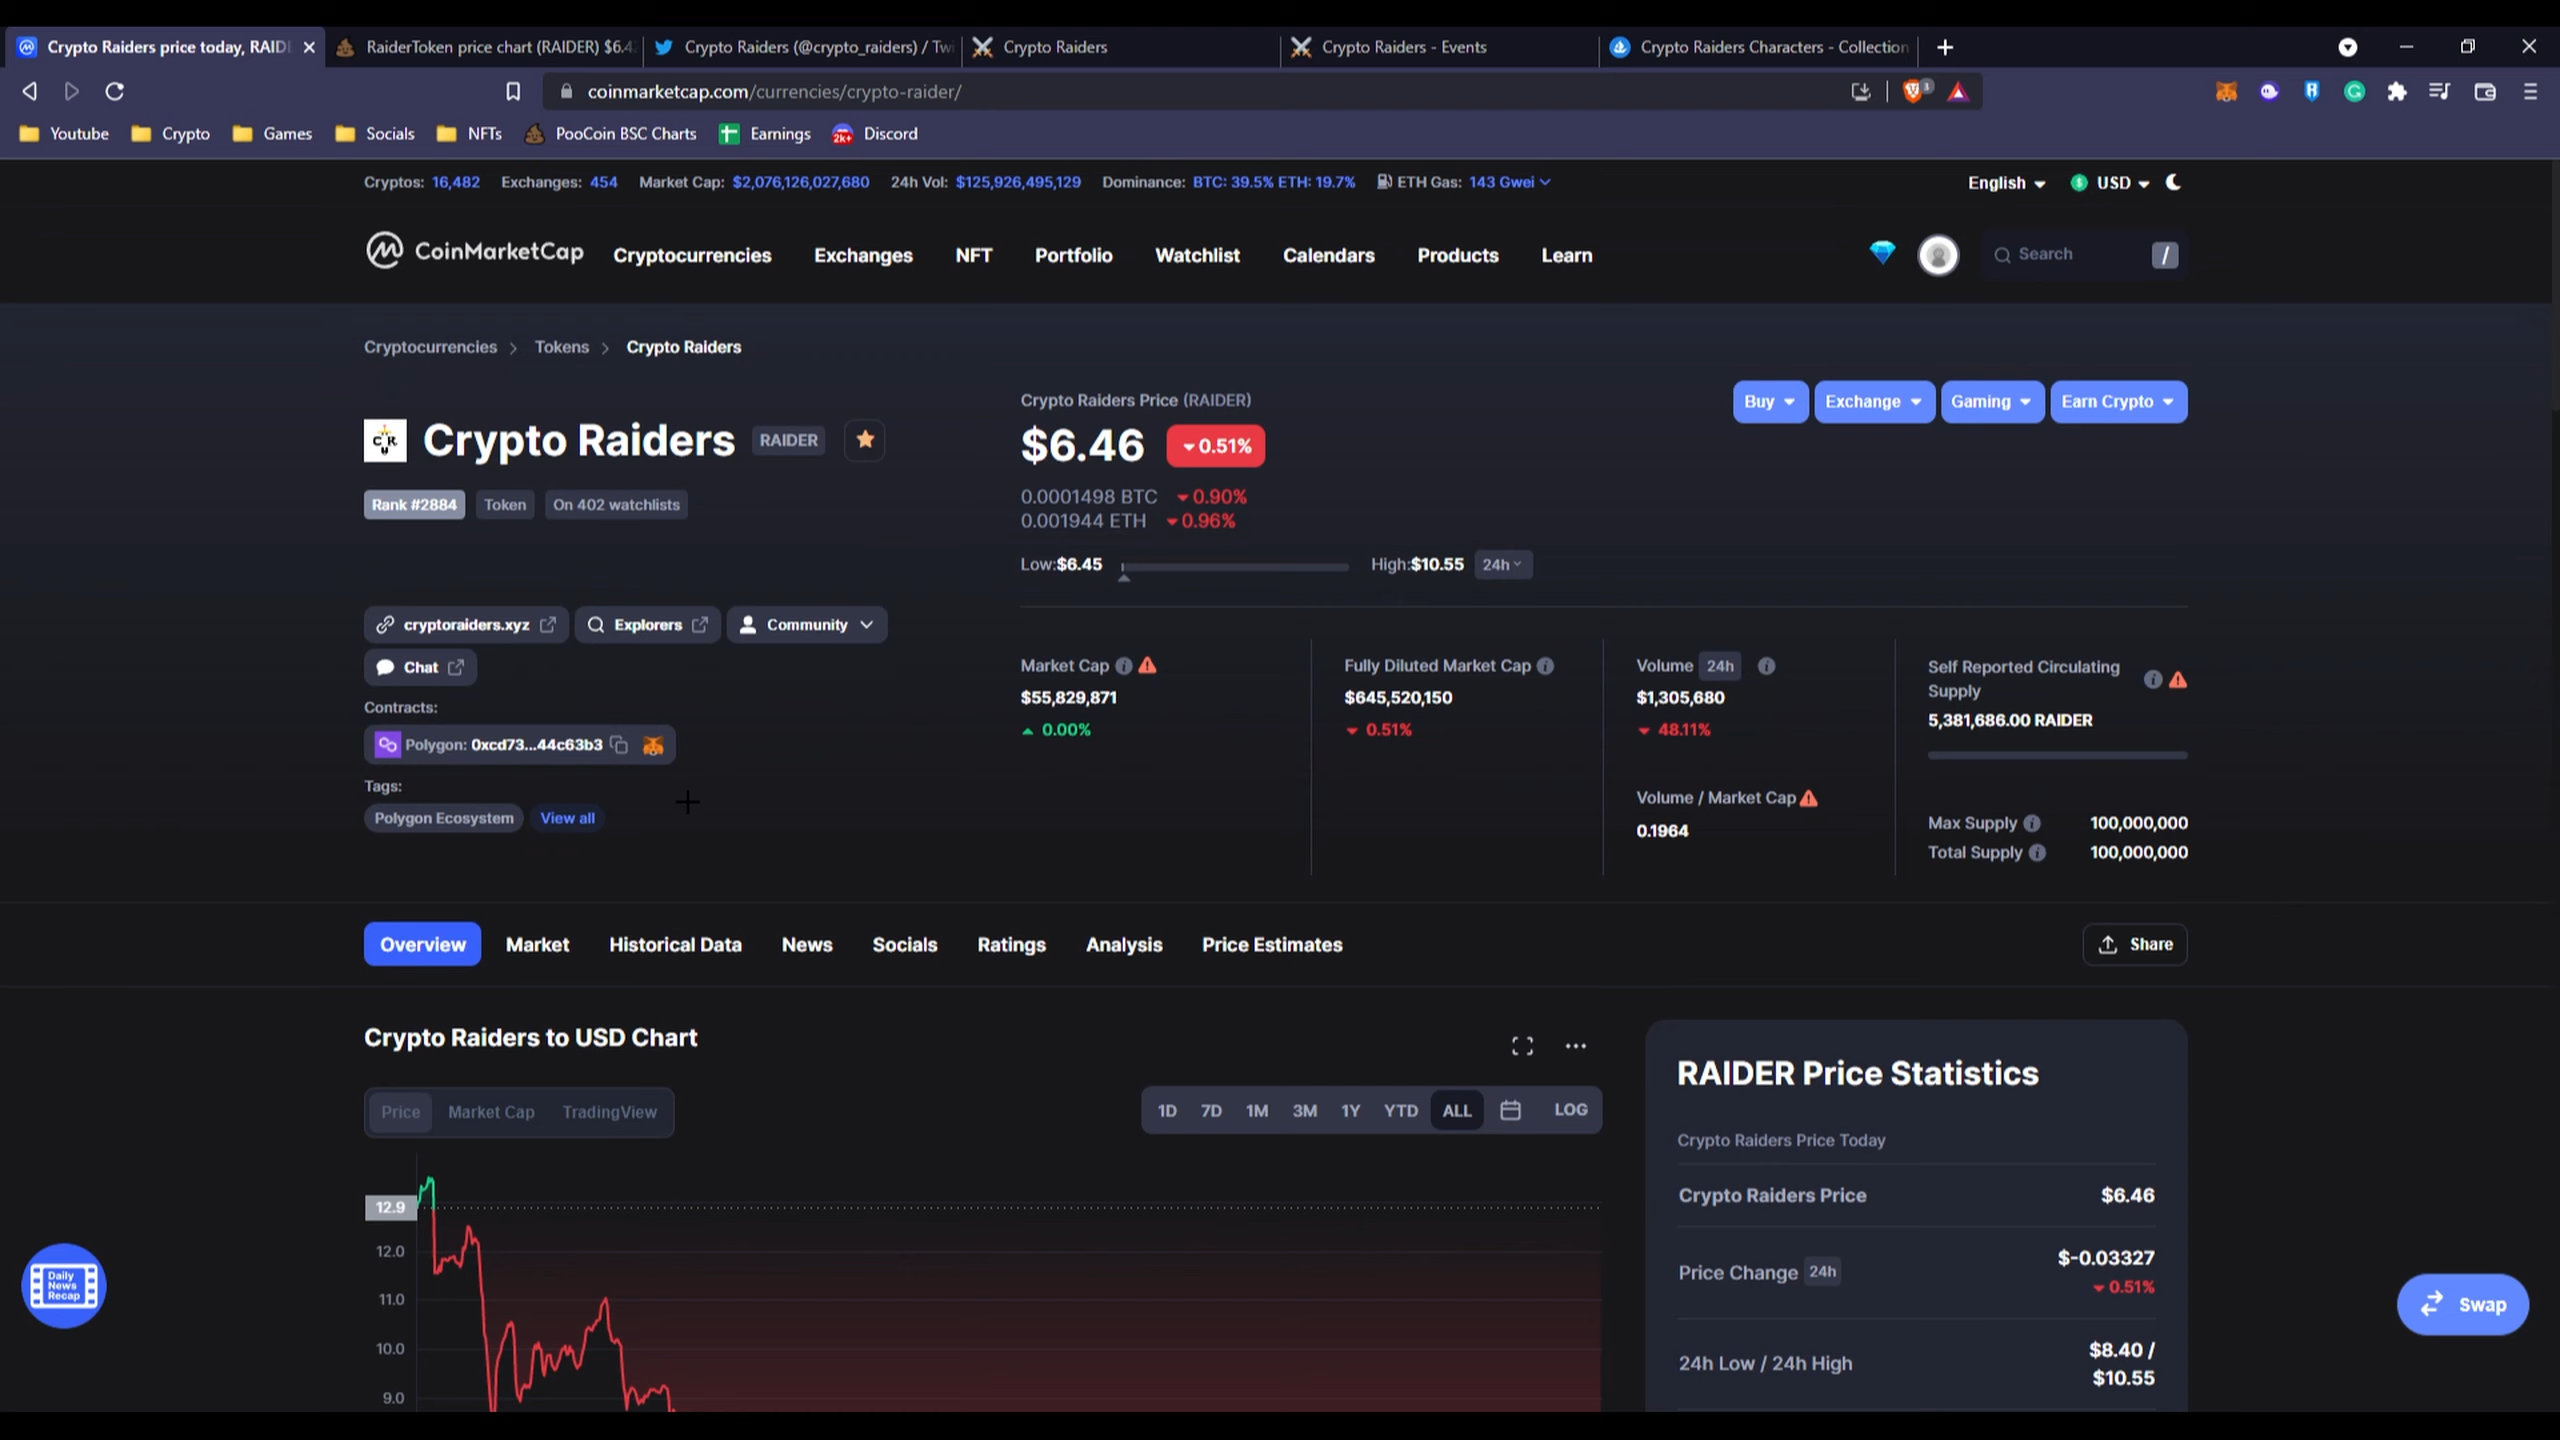 Crypto Raiders price today, RAID
RaiderToken price chart (RAIDER) $6.4
Crypto Raiders (@crypto_raiders) / Tw
Crypto Raiders
Crypto Raiders - Events
Crypto Raiders Characters - Collection
coinmarketcap.com/currencies/crypto-raider/
3
Youtube
Crypto
Games
Socials
NFTs
PooCoin BSC Charts
Earnings
2k+
Discord
Cryptos: 16,482 Exchanges: 454 Market Cap: $2,076,126,027,680 24h Vol: $125,926,495,129 Dominance: BTC: 39.5% ETH: 19.7% ETH Gas: 143 Gwei
English
USD
CoinMarketCap
Cryptocurrencies Exchanges NFT Portfolio Watchlist Calendars Products Learn
Search /
Cryptocurrencies > Tokens > Crypto Raiders
Crypto Raiders RAIDER
Rank #2884 Token On 402 watchlists
Crypto Raiders Price (RAIDER)
$6.46 0.51%
0.0001498 BTC 0.90%
0.001944 ETH 0.96%
Low:$6.45 High:$10.55 24h
Buy Exchange Gaming Earn Crypto
cryptoraiders.xyz Explorers Community
Chat
Contracts:
Polygon: 0xcd73...44c63b3
Tags:
Polygon Ecosystem View all
Market Cap
$55,829,871
0.00%
Fully Diluted Market Cap
$645,520,150
0.51%
Volume 24h
$1,305,680
48.11%
Volume / Market Cap
0.1964
Self Reported Circulating
Supply
5,381,686.00 RAIDER
Max Supply 100,000,000
Total Supply 100,000,000
Overview Market Historical Data News Socials Ratings Analysis Price Estimates
Share
Crypto Raiders to USD Chart
Price Market Cap TradingView
1D 7D 1M 3M 1Y YTD ALL LOG
12.9
12.0
11.0
10.0
9.0
RAIDER Price Statistics
Crypto Raiders Price Today
Crypto Raiders Price $6.46
Price Change 24h $-0.03327
0.51%
24h Low / 24h High $8.40 /
$10.55
Daily
News
Recap
Swap